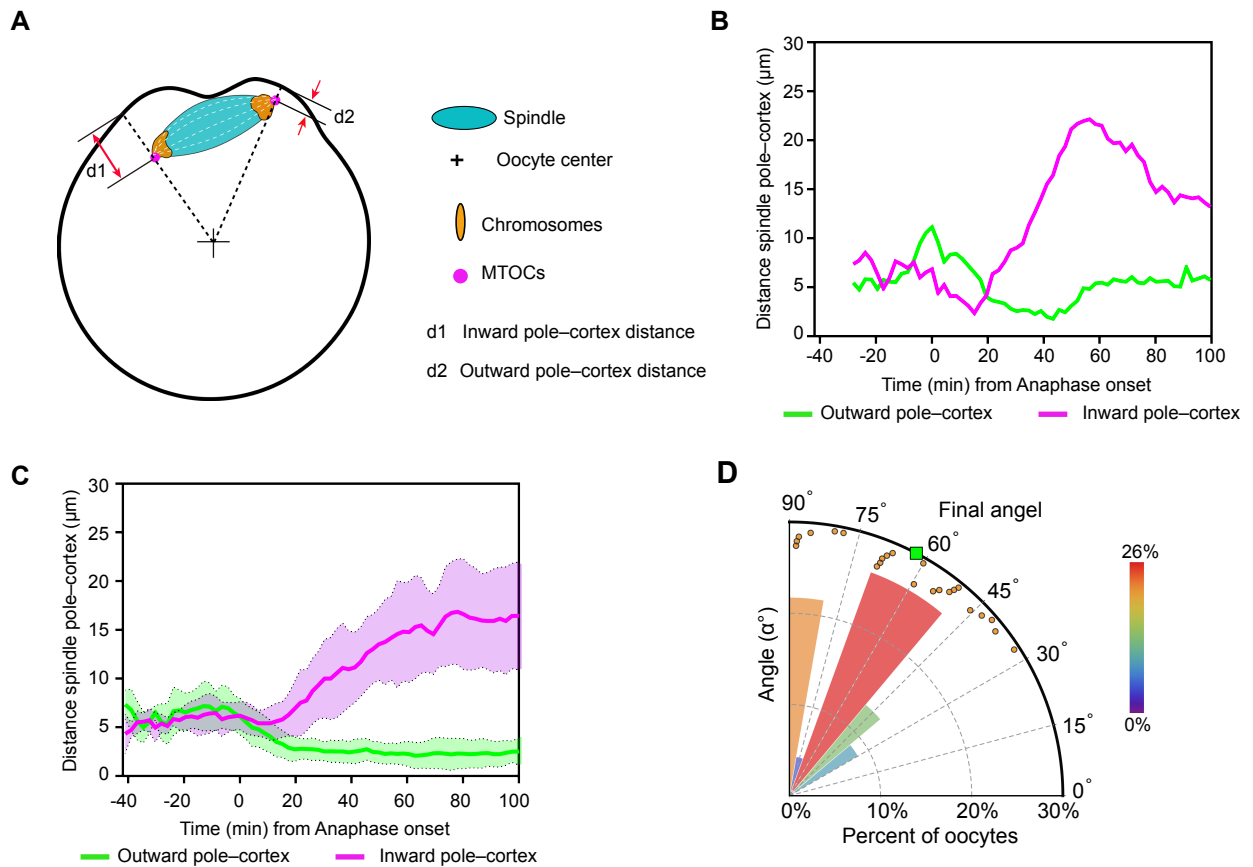 A
d1
d2
Spindle
Oocyte center
Chromosomes
MTOCs
d1 Inward pole–cortex distance
d2 Outward pole–cortex distance
B
Distance spindle pole–cortex (μm)
30
25
20
15
10
5
0
-40 -20 0 20 40 60 80 100
Time (min) from Anaphase onset
Outward pole–cortex Inward pole–cortex
C
Distance spindle pole–cortex (μm)
30
25
20
15
10
5
0
-40 -20 0 20 40 60 80 100
Time (min) from Anaphase onset
Outward pole–cortex Inward pole–cortex
D
Final angel
90°
75°
60°
45°
30°
15°
0°
Angle (α°)
0% 10% 20% 30%
Percent of oocytes
26%
0%